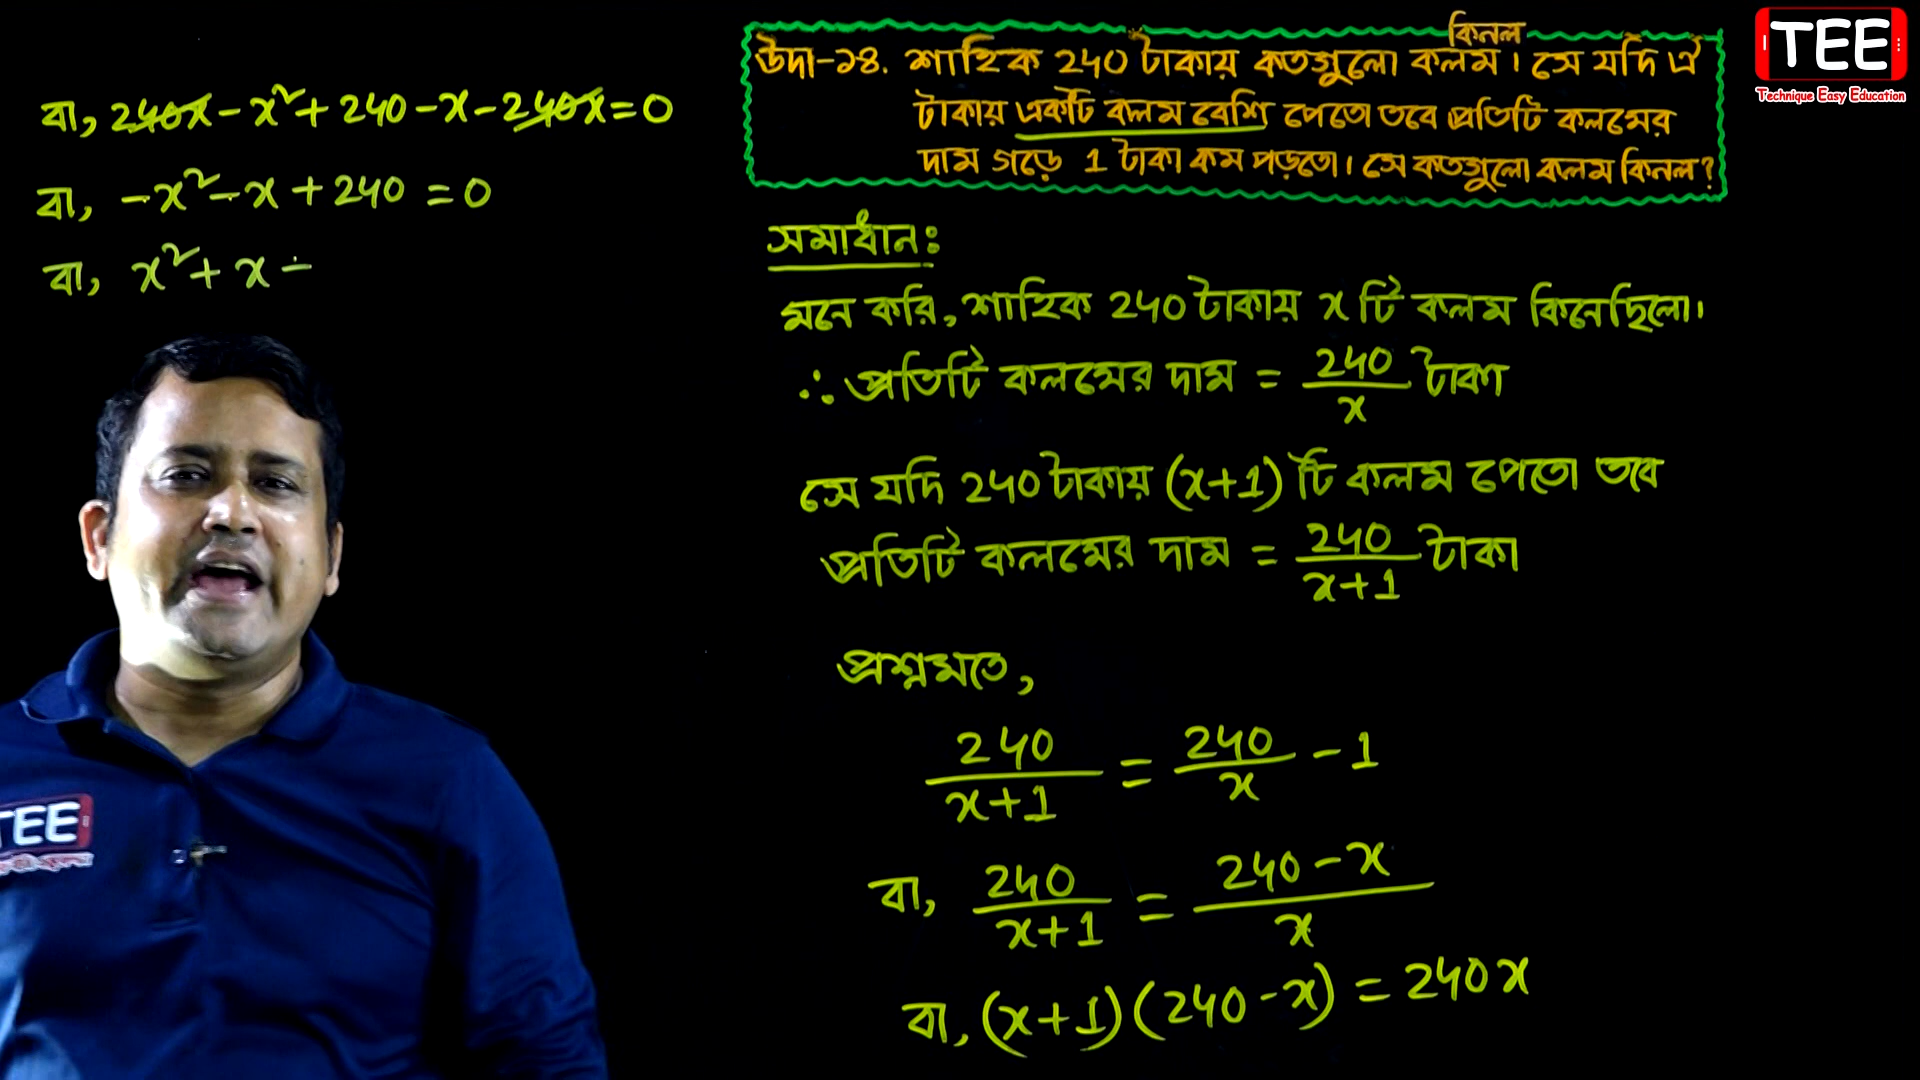 বা, 240x - x² + 240 - x - 240x = 0
বা, -x² - x + 240 = 0
বা, x² + x -
কিনল
উদা-১৪. শাহিক 240 টাকায় কতগুলো কলম। সে যদি ঐ
টাকায় একটি কলম বেশি পেতো তবে প্রতিটি কলমের
দাম গড়ে 1 টাকা কম পড়তো। সে কতগুলো কলম কিনল?
সমাধান:
মনে করি, শাহিক 240 টাকায় x টি কলম কিনেছিলো।
∴ প্রতিটি কলমের দাম = 240/x টাকা
সে যদি 240 টাকায় (x+1) টি কলম পেতো তবে
প্রতিটি কলমের দাম = 240/x+1 টাকা
প্রশ্নমতে,
240/x+1 = 240/x - 1
বা, 240/x+1 = 240-x/x
বা, (x+1)(240-x) = 240x
TEE
Technique Easy Education
TEE